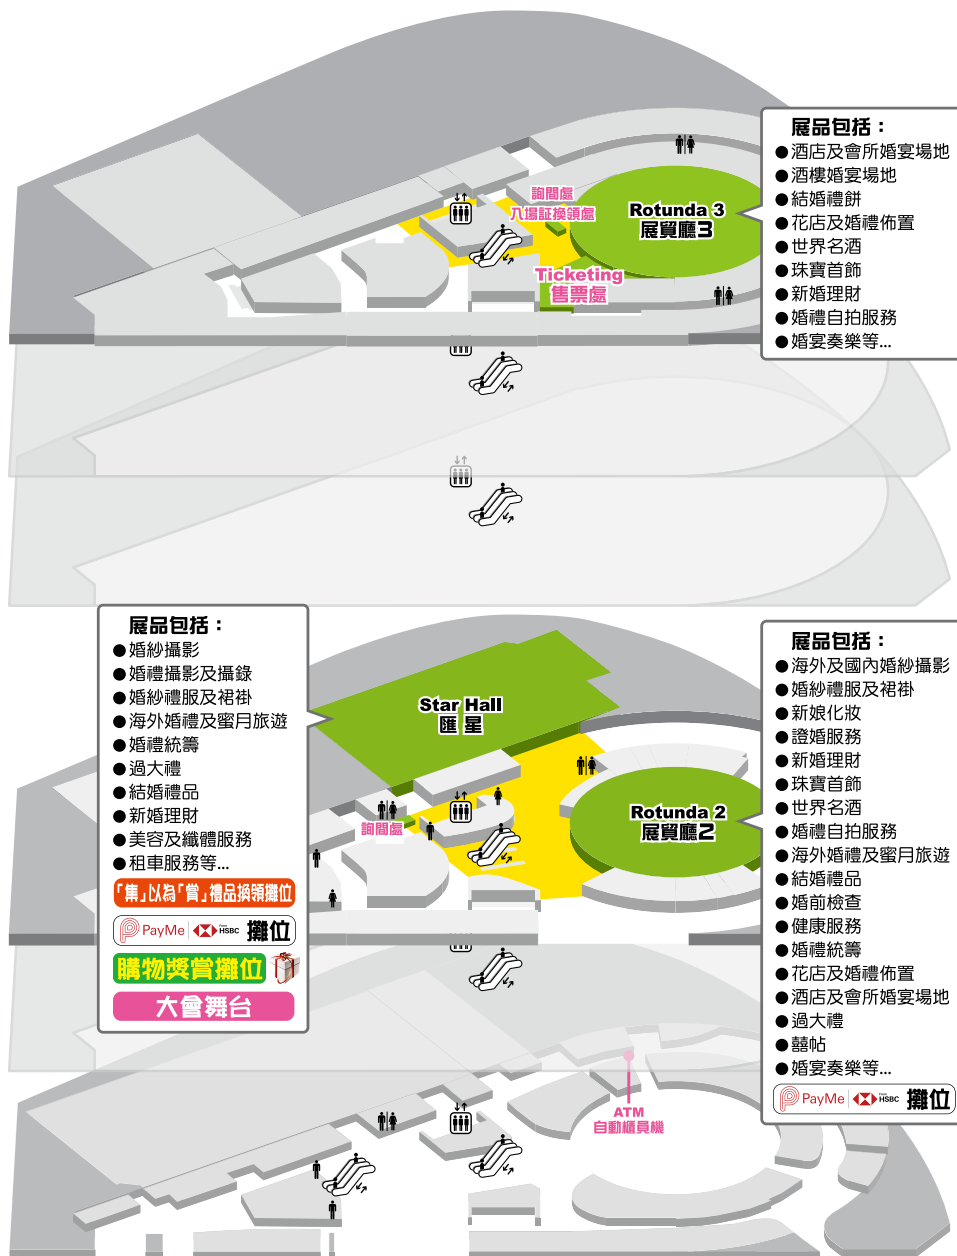 展品包括：
●酒店及會所婚宴場地
●酒樓婚宴場地
●結婚禮餅
●花店及婚禮佈置
●世界名酒
●珠寶首飾
●新婚理財
●婚禮自拍服務
●婚宴奏樂等...
詢問處
入場証換領處
Rotunda 3
展貿廳3
Ticketing
售票處
展品包括：
●婚紗攝影
●婚禮攝影及攝錄
●婚紗禮服及裙褂
●海外婚禮及蜜月旅遊
●婚禮統籌
●過大禮
●結婚禮品
●新婚理財
●美容及纖體服務
●租車服務等...
「集」以為「賞」禮品換領攤位
PayMe HSBC 攤位
購物獎賞攤位
大會舞台
Star Hall
匯星
詢問處
Rotunda 2
展貿廳2
展品包括：
●海外及國內婚紗攝影
●婚紗禮服及裙褂
●新娘化妝
●證婚服務
●新婚理財
●珠寶首飾
●世界名酒
●婚禮自拍服務
●海外婚禮及蜜月旅遊
●結婚禮品
●婚前檢查
●健康服務
●婚禮統籌
●花店及婚禮佈置
●酒店及會所婚宴場地
●過大禮
●囍帖
●婚宴奏樂等...
PayMe HSBC 攤位
ATM
自動櫃員機